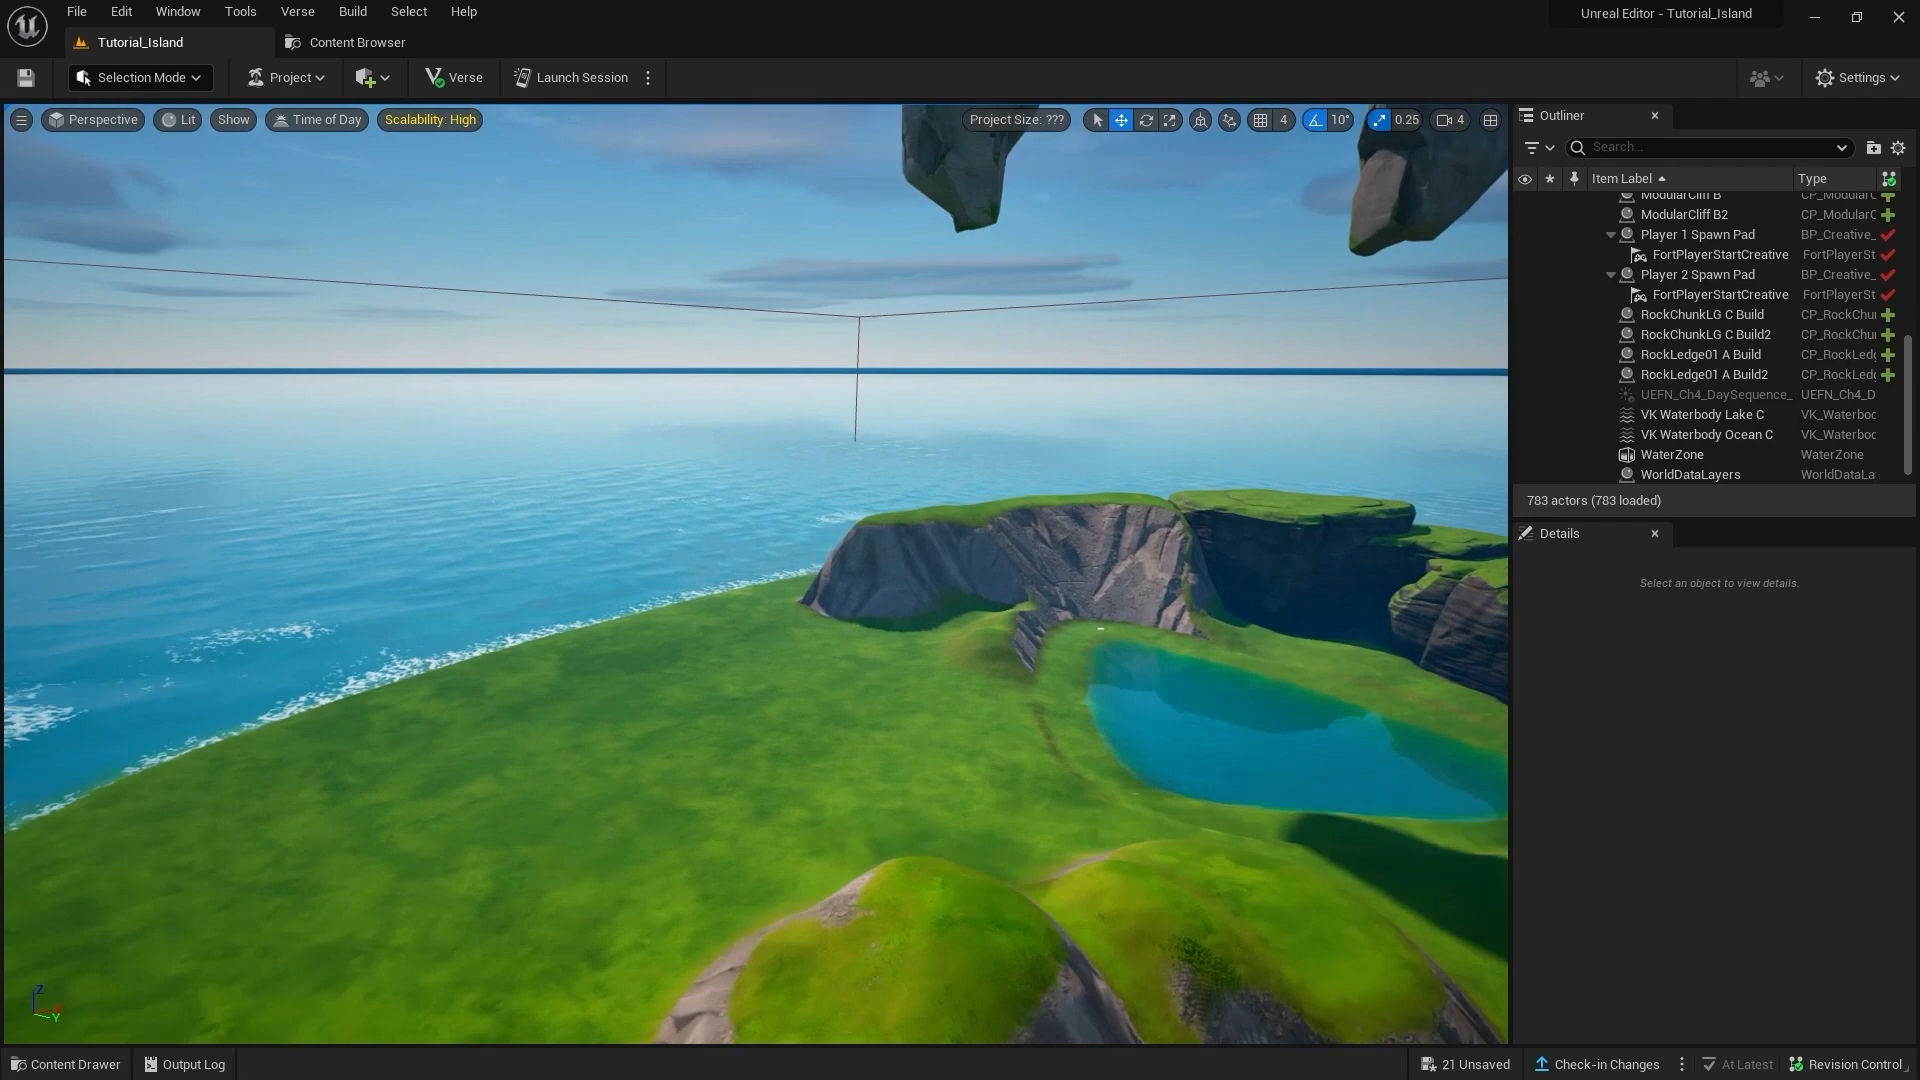 File Edit Window Tools Verse Build Select Help
Unreal Editor - Tutorial_Island
Tutorial_Island
Content Browser
Selection Mode
Project
Verse
Launch Session
Settings
Perspective
Lit
Show
Time of Day
Scalability: High
Project Size: ???
4
10°
0.25
4
Outliner
Search...
Item Label
Type
ModularCliff B CP_ModularC
ModularCliff B2 CP_ModularC
Player 1 Spawn Pad BP_Creative_
FortPlayerStartCreative FortPlayerSt
Player 2 Spawn Pad BP_Creative_
FortPlayerStartCreative FortPlayerSt
RockChunkLG C Build CP_RockChu
RockChunkLG C Build2 CP_RockChu
RockLedge01 A Build CP_RockLed
RockLedge01 A Build2 CP_RockLed
UEFN_Ch4_DaySequence_ UEFN_Ch4_D
VK Waterbody Lake C VK_Waterboc
VK Waterbody Ocean C VK_Waterboc
WaterZone WaterZone
WorldDataLayers WorldDataLa
783 actors (783 loaded)
Details
Select an object to view details.
Z
Y
Content Drawer
Output Log
21 Unsaved
Check-in Changes
At Latest
Revision Control